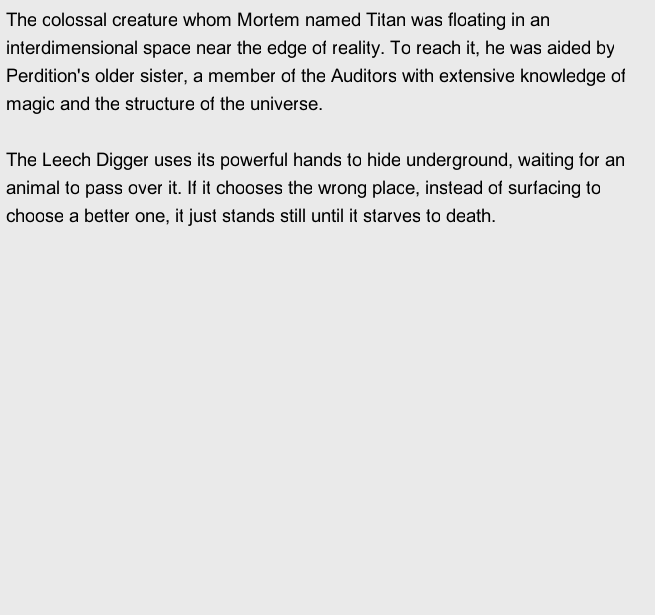 The colossal creature whom Mortem named Titan was floating in an
interdimensional space near the edge of reality. To reach it, he was aided by
Perdition's older sister, a member of the Auditors with extensive knowledge of
magic and the structure of the universe.

The Leech Digger uses its powerful hands to hide underground, waiting for an
animal to pass over it. If it chooses the wrong place, instead of surfacing to
choose a better one, it just stands still until it starves to death.